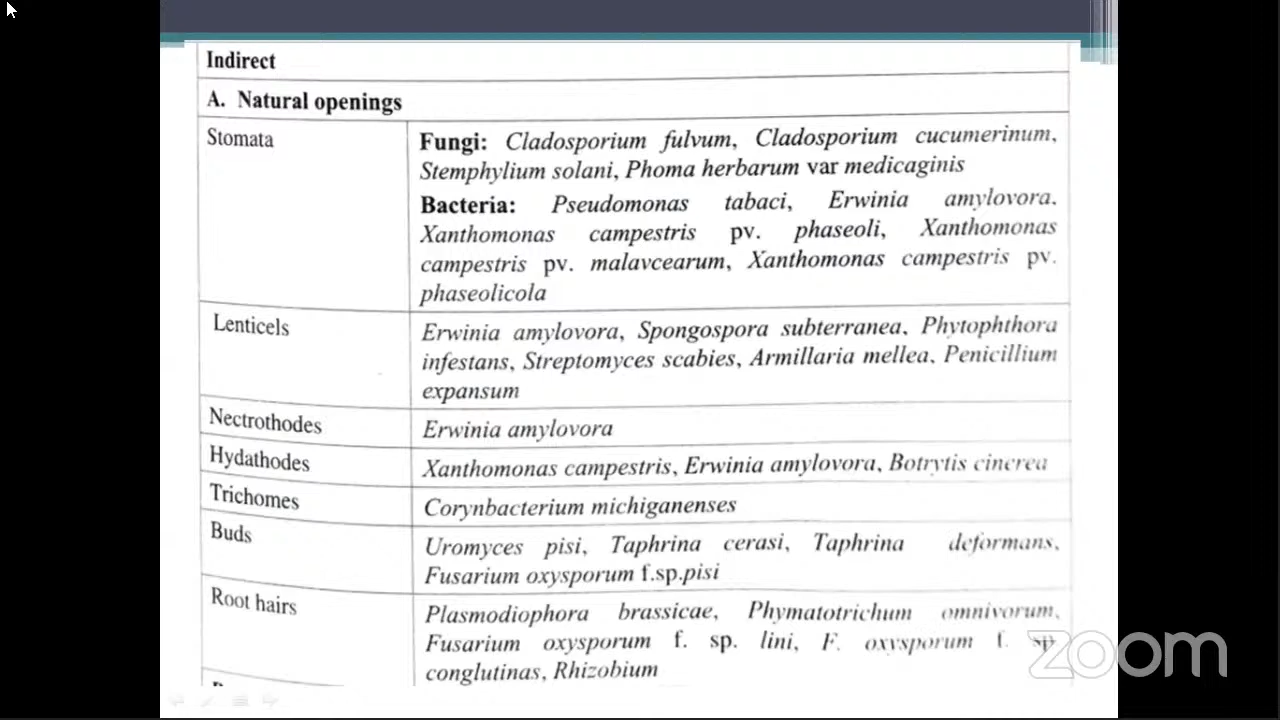 Indirect
A. Natural openings
Stomata
Fungi: Cladosporium fulvum, Cladosporium cucumerinum,
Stemphylium solani, Phoma herbarum var medicaginis
Bacteria: Pseudomonas tabaci, Erwinia amylovora.
Xanthomonas campestris pv. phaseoli, Xanthomonas
campestris pv. malavcearum, Xanthomonas campestris pv.
phaseolicola
Lenticels
Erwinia amylovora, Spongospora subterranea, Phytophthora
infestans, Streptomyces scabies, Armillaria mellea, Penicillium
expansum
Nectrothodes
Erwinia amylovora
Hydathodes
Xanthomonas campestris, Erwinia amylovora, Botrytis cincrea
Trichomes
Corynbacterium michiganenses
Buds
Uromyces pisi, Taphrina cerasi, Taphrina deformans,
Fusarium oxysporum f.sp.pisi
Root hairs
Plasmodiophora brassicae, Phymatotrichum omnivorum,
Fusarium oxysporum f. sp. lini, F. oxysporum f. sp
conglutinas, Rhizobium
zoom